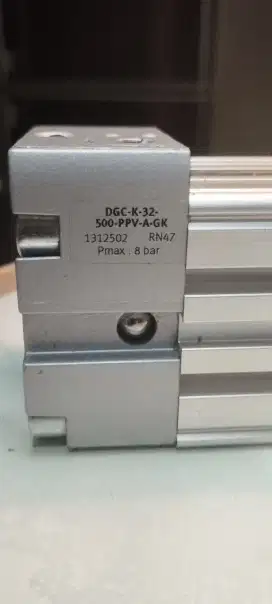 DGC-K-32-
500-PPV-A-GK
1312502 RN47
Pmax : 8 bar